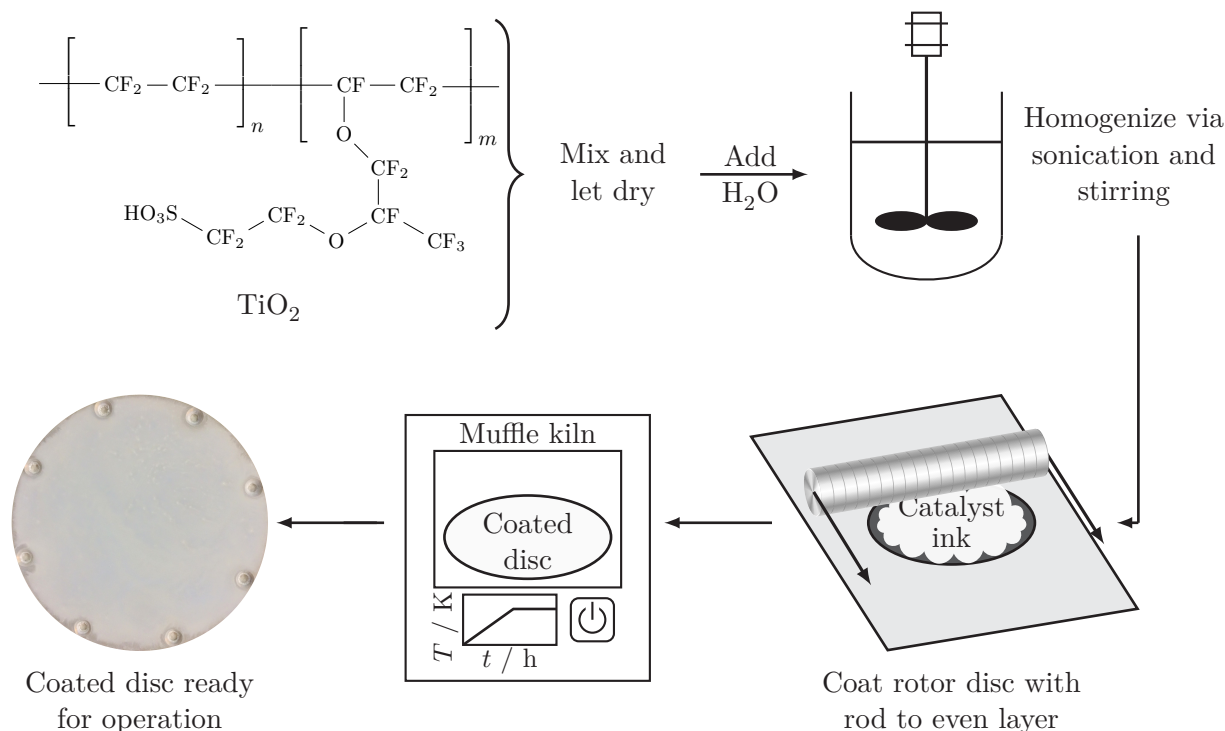 CF₂ CF₂ n CF CF₂ m
O
CF₂
HO₃S CF₂ CF₂ O CF CF₃
TiO₂
Mix and
let dry
Add
H₂O
Homogenize via
sonication and
stirring
Catalyst
ink
Coat rotor disc with
rod to even layer
Muffle kiln
Coated
disc
T / K
t / h
Coated disc ready
for operation